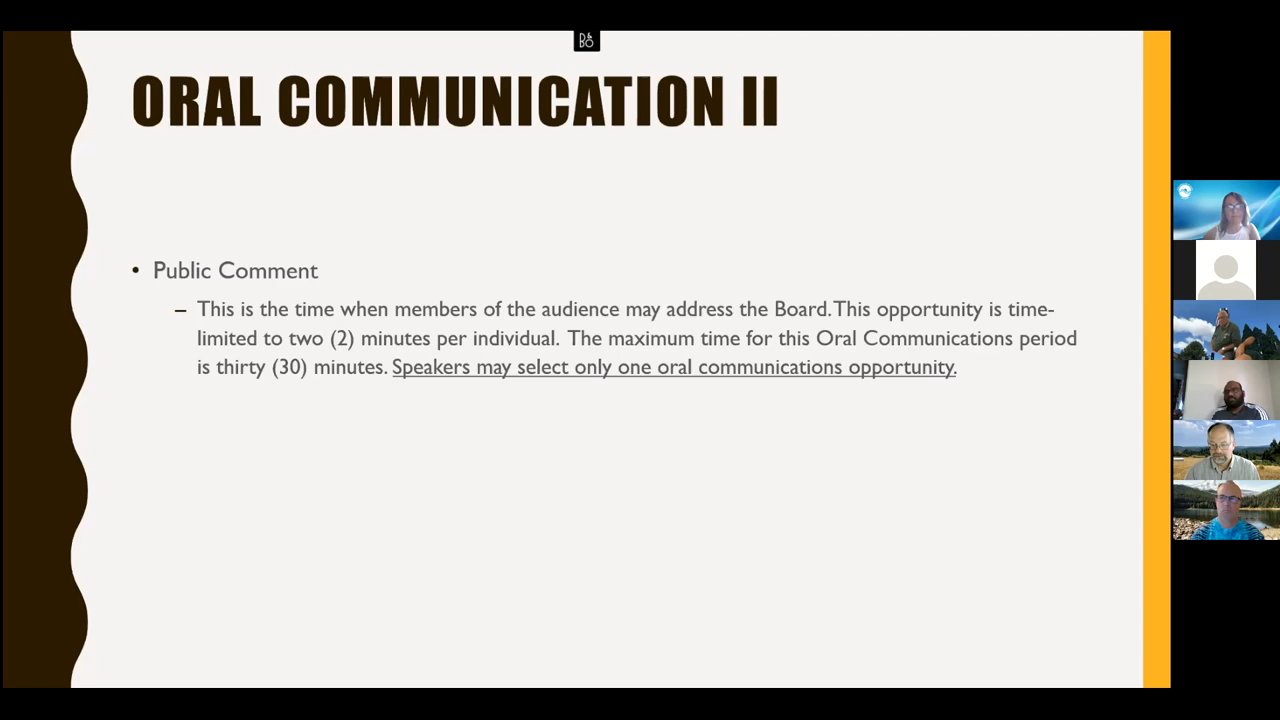 B&O
ORAL COMMUNICATION II
• Public Comment
– This is the time when members of the audience may address the Board. This opportunity is time-
limited to two (2) minutes per individual. The maximum time for this Oral Communications period
is thirty (30) minutes. Speakers may select only one oral communications opportunity.